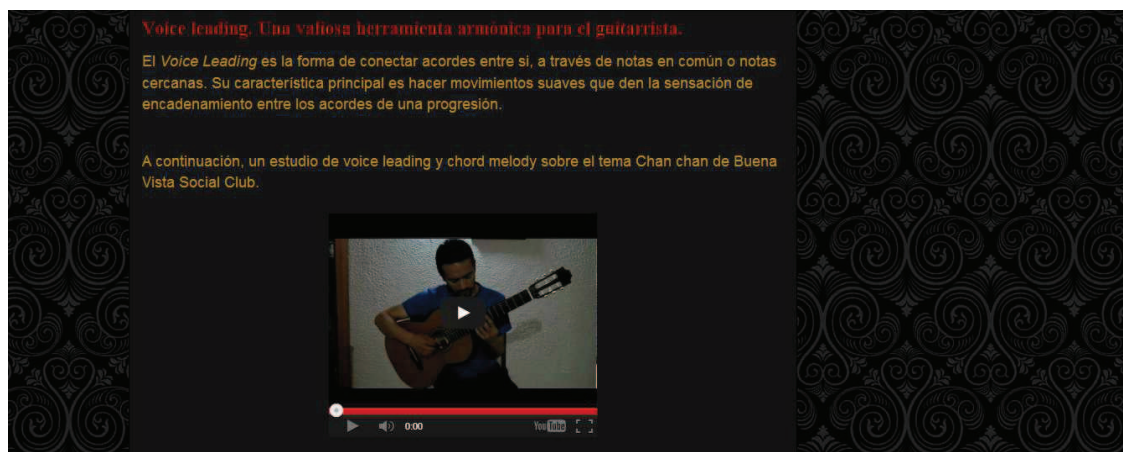 Voice leading. Una valiosa herramienta armónica para el guitarrista.
El Voice Leading es la forma de conectar acordes entre si, a través de notas en común o notas
cercanas. Su característica principal es hacer movimientos suaves que den la sensación de
encadenamiento entre los acordes de una progresión.
A continuación, un estudio de voice leading y chord melody sobre el tema Chan chan de Buena
Vista Social Club.
0:00 YouTube